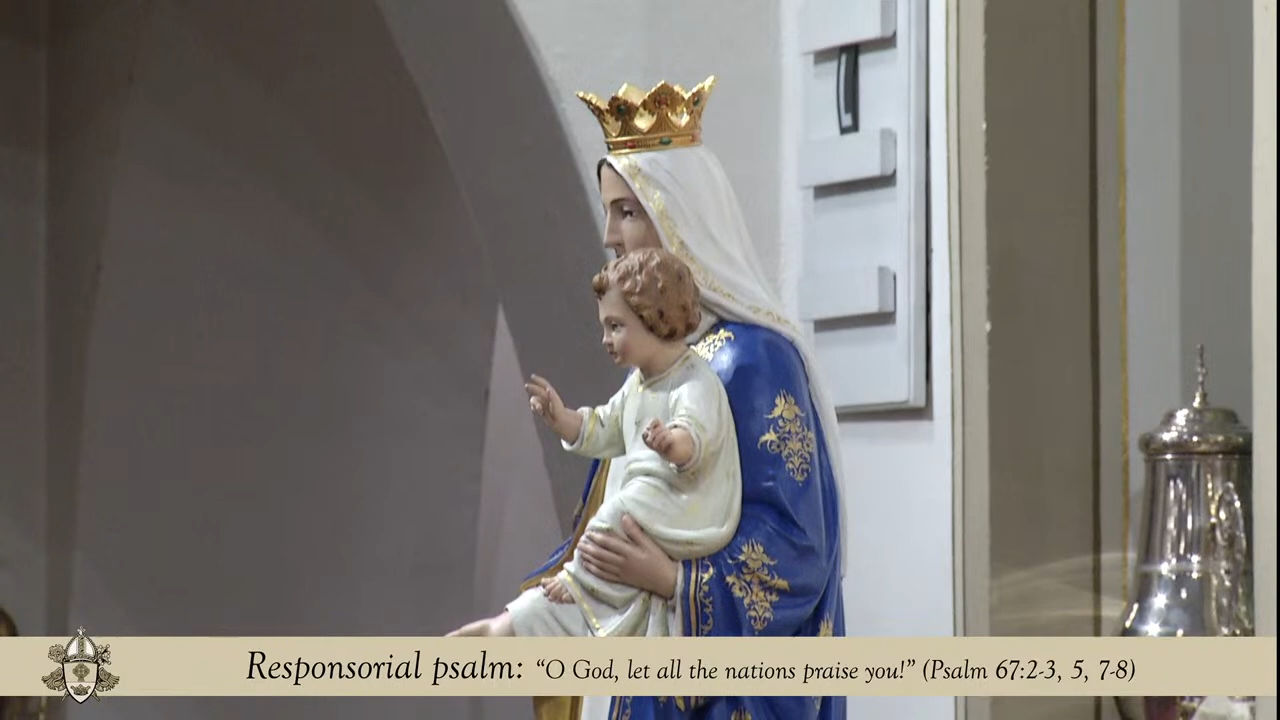 Responsorial psalm: “O God, let all the nations praise you!” (Psalm 67:2-3, 5, 7-8)